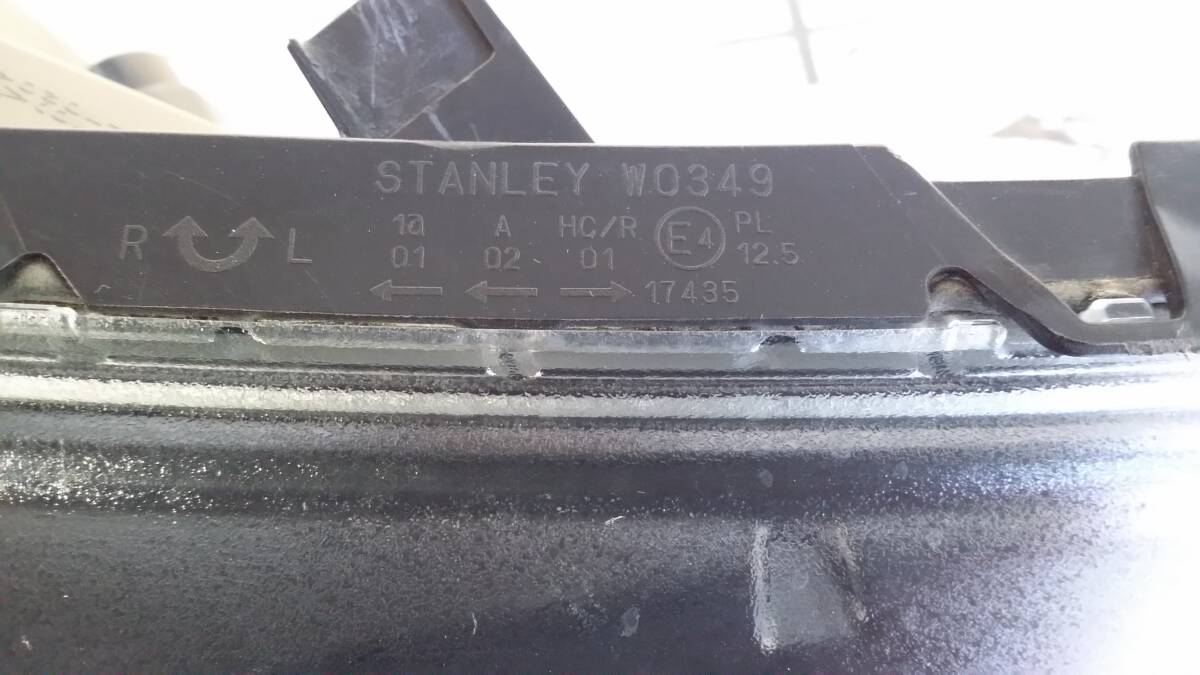 STANLEY W0349
1a A HC/R E4 PL
R L 01 02 01 12.5
← ← → 17435